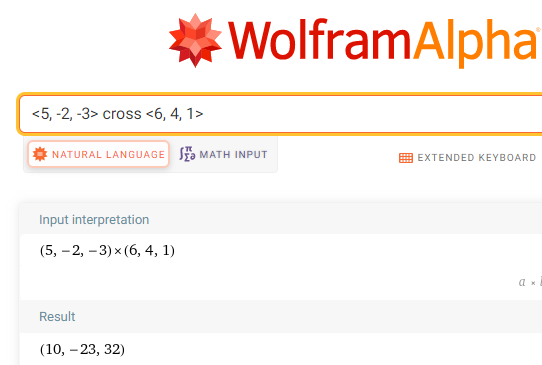 WolframAlpha
<5, -2, -3> cross <6, 4, 1>
NATURAL LANGUAGE
∫π Σ∂ MATH INPUT
EXTENDED KEYBOARD
Input interpretation
(5, −2, −3)×(6, 4, 1)
a ×
Result
(10, −23, 32)